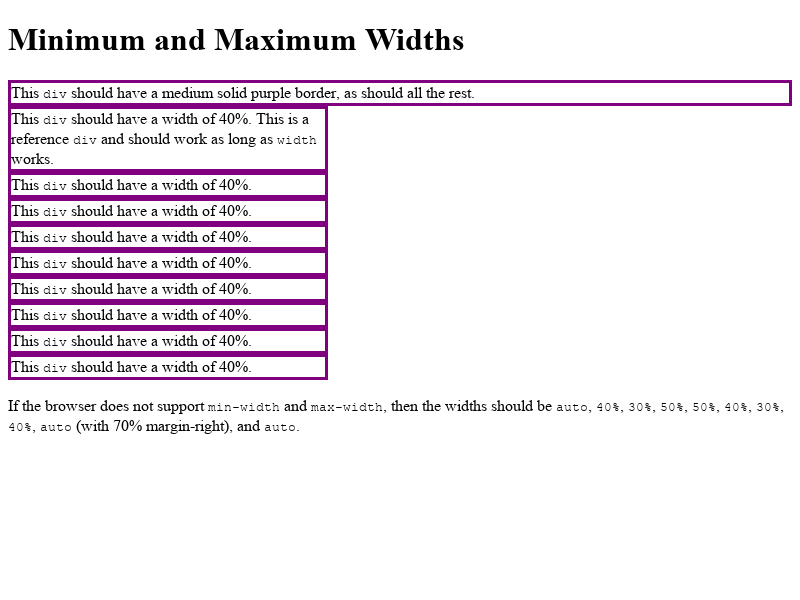 Minimum and Maximum Widths
This div should have a medium solid purple border, as should all the rest.
This div should have a width of 40%. This is a
reference div and should work as long as width
works.
This div should have a width of 40%.
This div should have a width of 40%.
This div should have a width of 40%.
This div should have a width of 40%.
This div should have a width of 40%.
This div should have a width of 40%.
This div should have a width of 40%.
This div should have a width of 40%.
If the browser does not support min-width and max-width, then the widths should be auto, 40%, 30%, 50%, 50%, 40%, 30%,
40%, auto (with 70% margin-right), and auto.